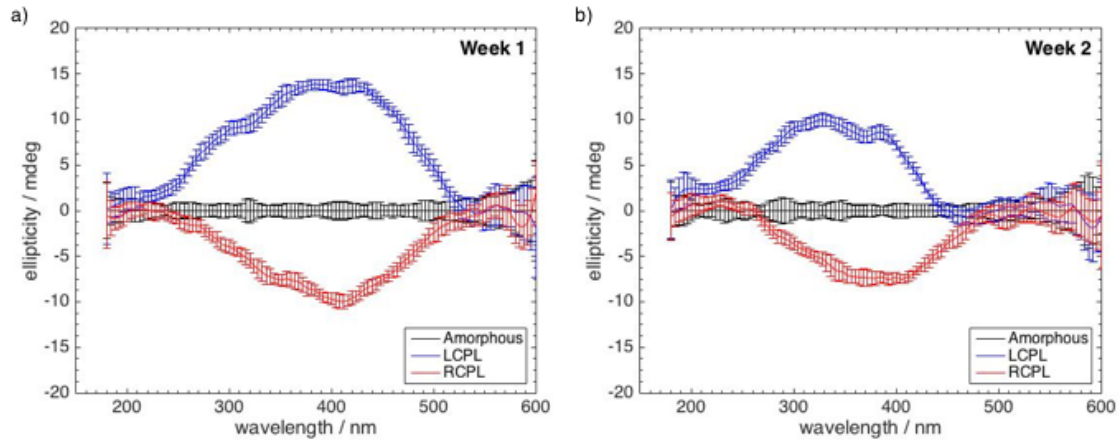 a)
20
15
10
5
0
-5
-10
-15
-20
ellipticity / mdeg
Week 1
Amorphous
LCPL
RCPL
200 300 400 500 600
wavelength / nm
b)
20
15
10
5
0
-5
-10
-15
-20
ellipticity / mdeg
Week 2
Amorphous
LCPL
RCPL
200 300 400 500 600
wavelength / nm